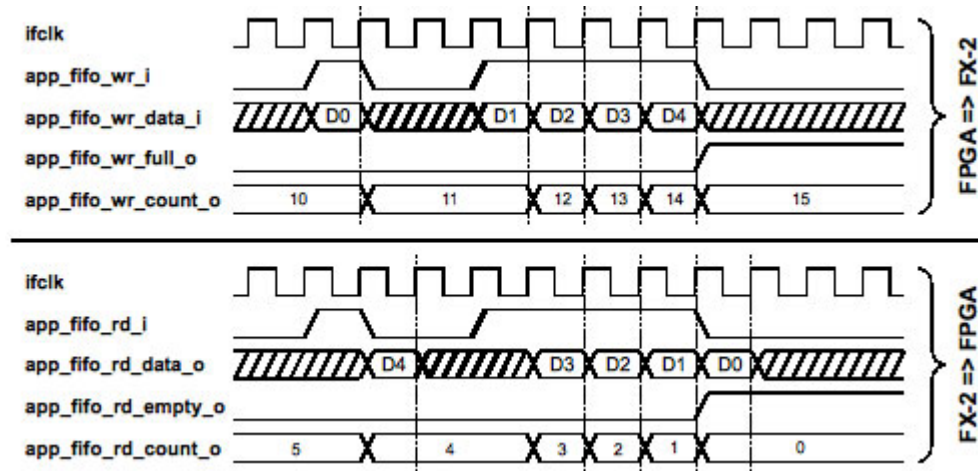 ifclk
app_fifo_wr_i
app_fifo_wr_data_i D0 D1 D2 D3 D4
app_fifo_wr_full_o
app_fifo_wr_count_o 10 11 12 13 14 15
FPGA => FX-2
ifclk
app_fifo_rd_i
app_fifo_rd_data_o D4 D3 D2 D1 D0
app_fifo_rd_empty_o
app_fifo_rd_count_o 5 4 3 2 1 0
FX-2 => FPGA